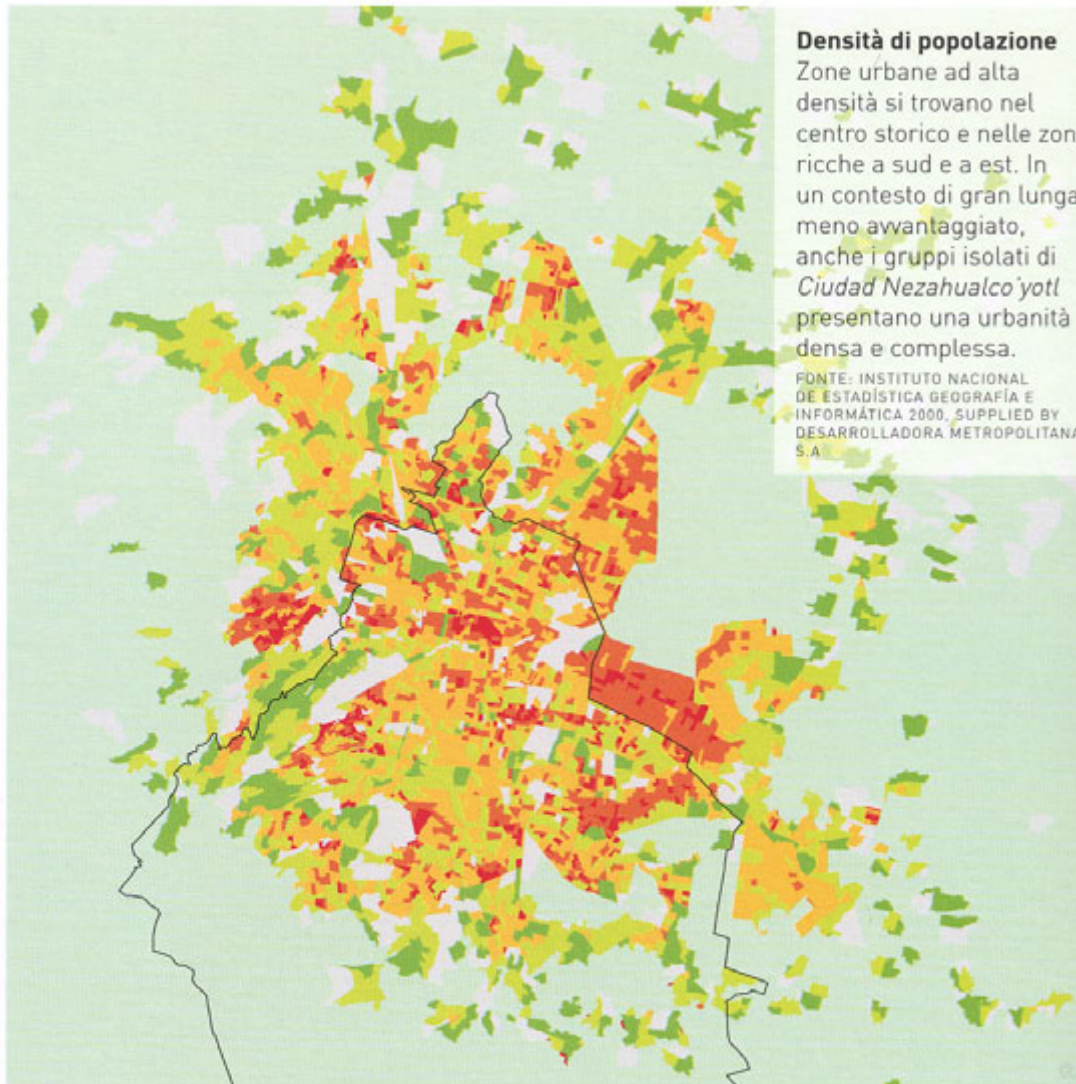 Densità di popolazione
Zone urbane ad alta
densità si trovano nel
centro storico e nelle zon
ricche a sud e a est. In
un contesto di gran lunga
meno avvantaggiato,
anche i gruppi isolati di
Ciudad Nezahualco yotl
presentano una urbanità
densa e complessa.
FONTE: INSTITUTO NACIONAL
DE ESTADÍSTICA GEOGRAFÍA E
INFORMÁTICA 2000, SUPPLIED BY
DESARROLLADORA METROPOLITANA
S.A